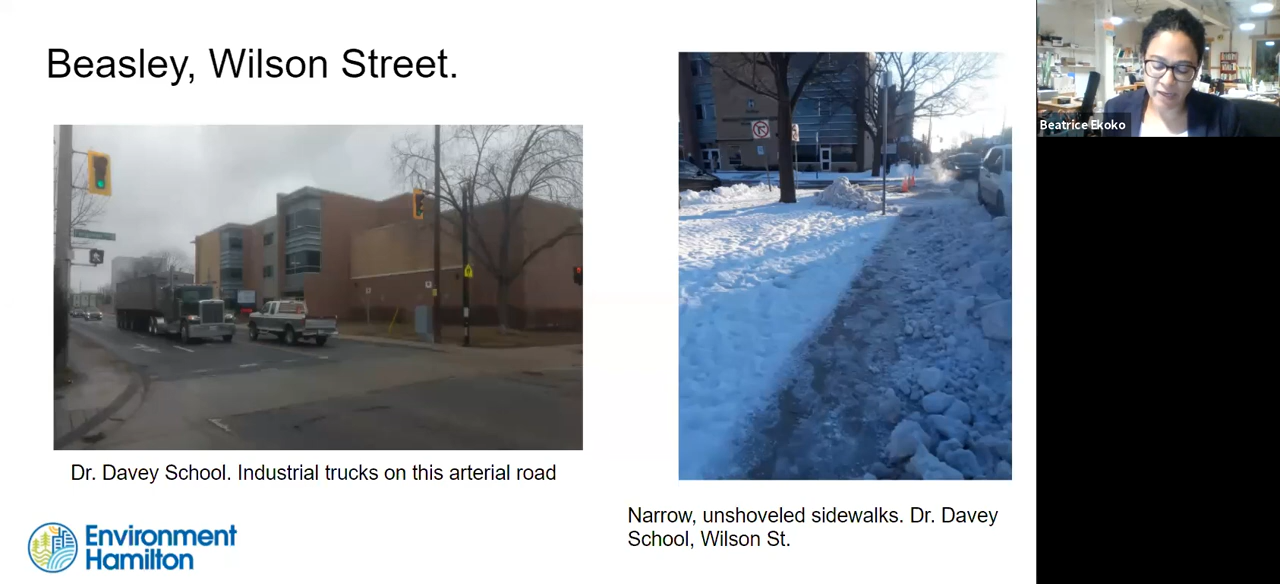 Beasley, Wilson Street.
Beatrice Ekoko
Dr. Davey School. Industrial trucks on this arterial road
Narrow, unshoveled sidewalks. Dr. Davey
School, Wilson St.
Environment
Hamilton